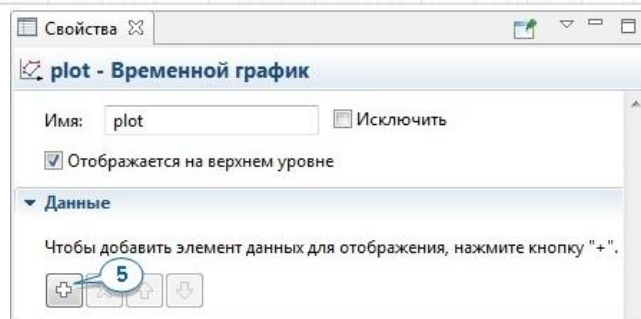 Свойства
plot - Временной график
Имя: plot Исключить
Отображается на верхнем уровне
Данные
Чтобы добавить элемент данных для отображения, нажмите кнопку "+".
5